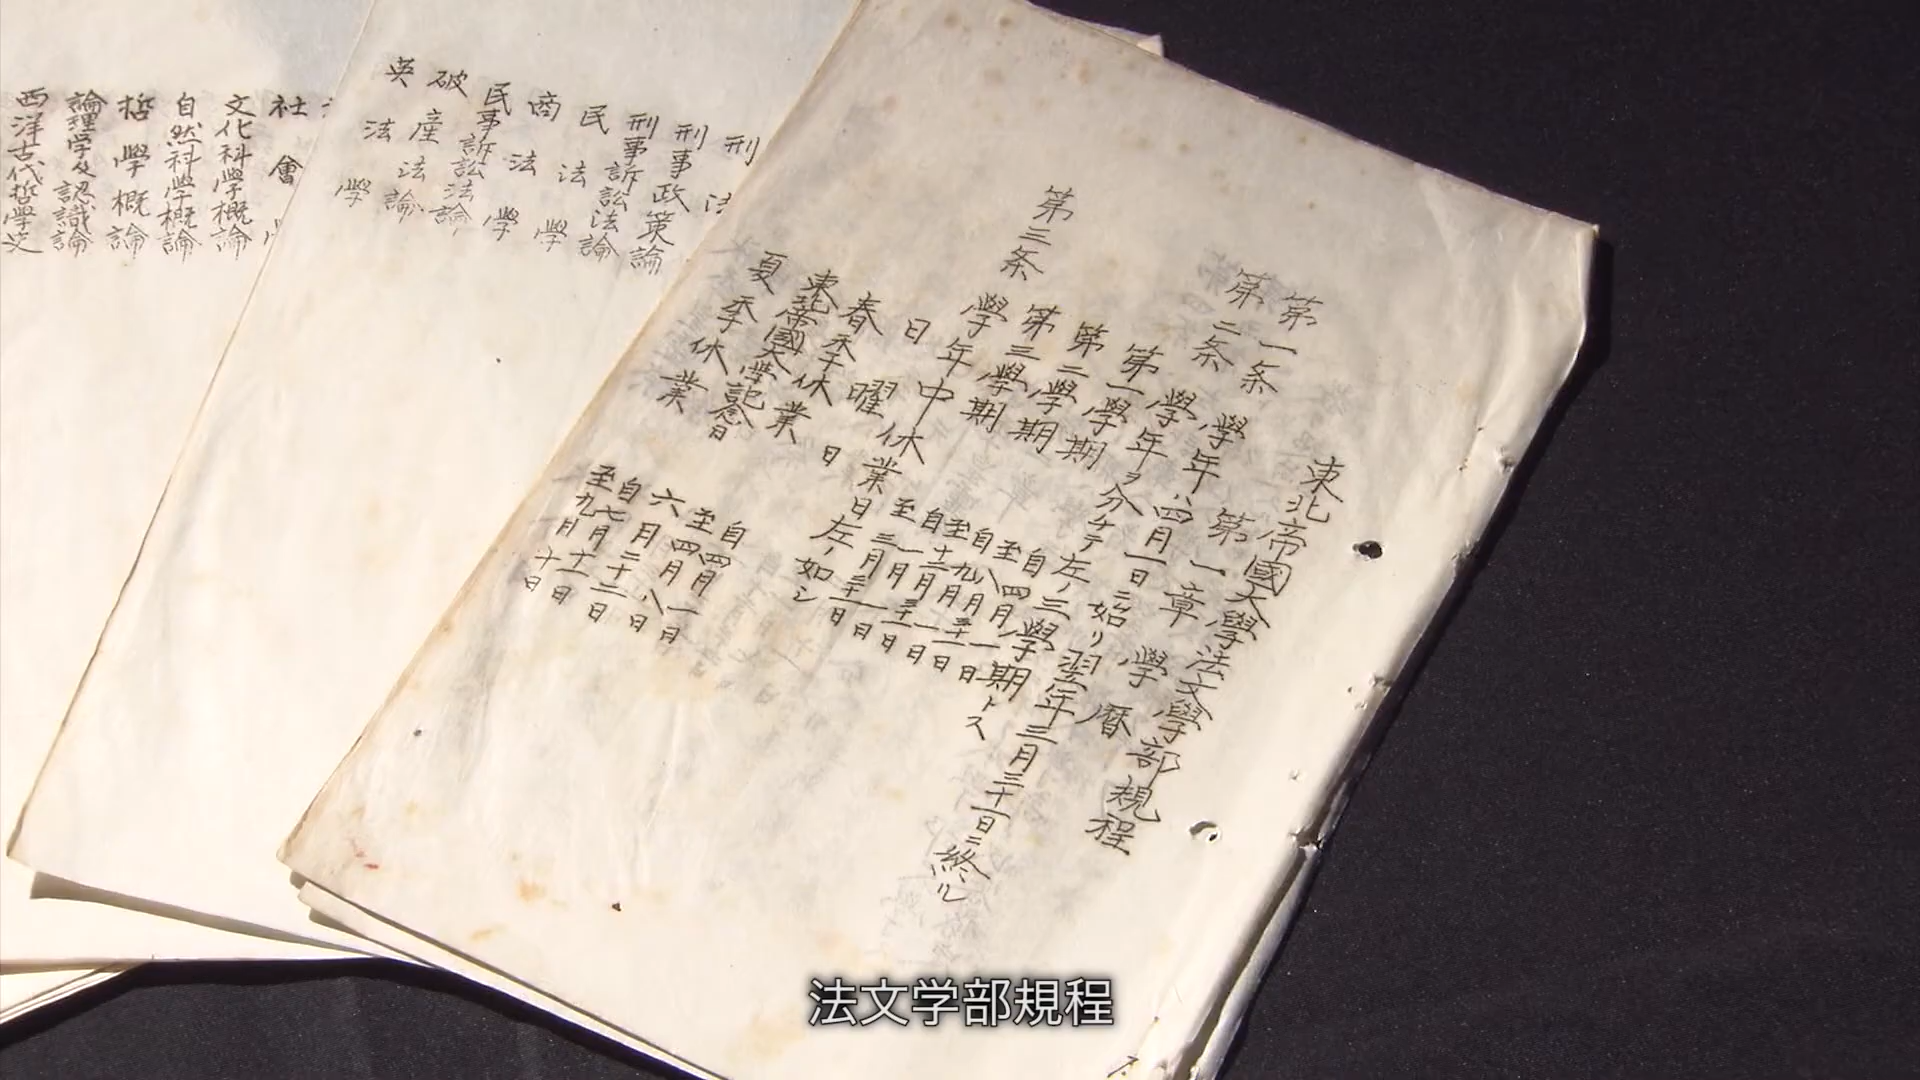 東北帝國大學法文學部規程
第一章 學暦
第一条 學年ハ四月一日ニ始リ翌年三月三十一日ニ終ル
第二条 學年ヲ分チテ左ノ三學期トス
第一學期 自四月一日 至八月三十一日
第二學期 自九月一日 至十二月三十一日
第三學期 自一月一日 至三月三十一日
第三条 學年中休業日左ノ如シ
日曜日
春季休業 自四月一日 至四月八日
東北帝國大學記念日 六月二十二日
夏季休業 自七月十一日 至九月十日
刑法
刑事政策論
刑事訴訟法論
民法學
商法學
民事訴訟法論
破産法論
英法學
社會
文化科學概論
自然科學概論
哲學概論
論理学及認識論
西洋古代哲學史
法文学部規程